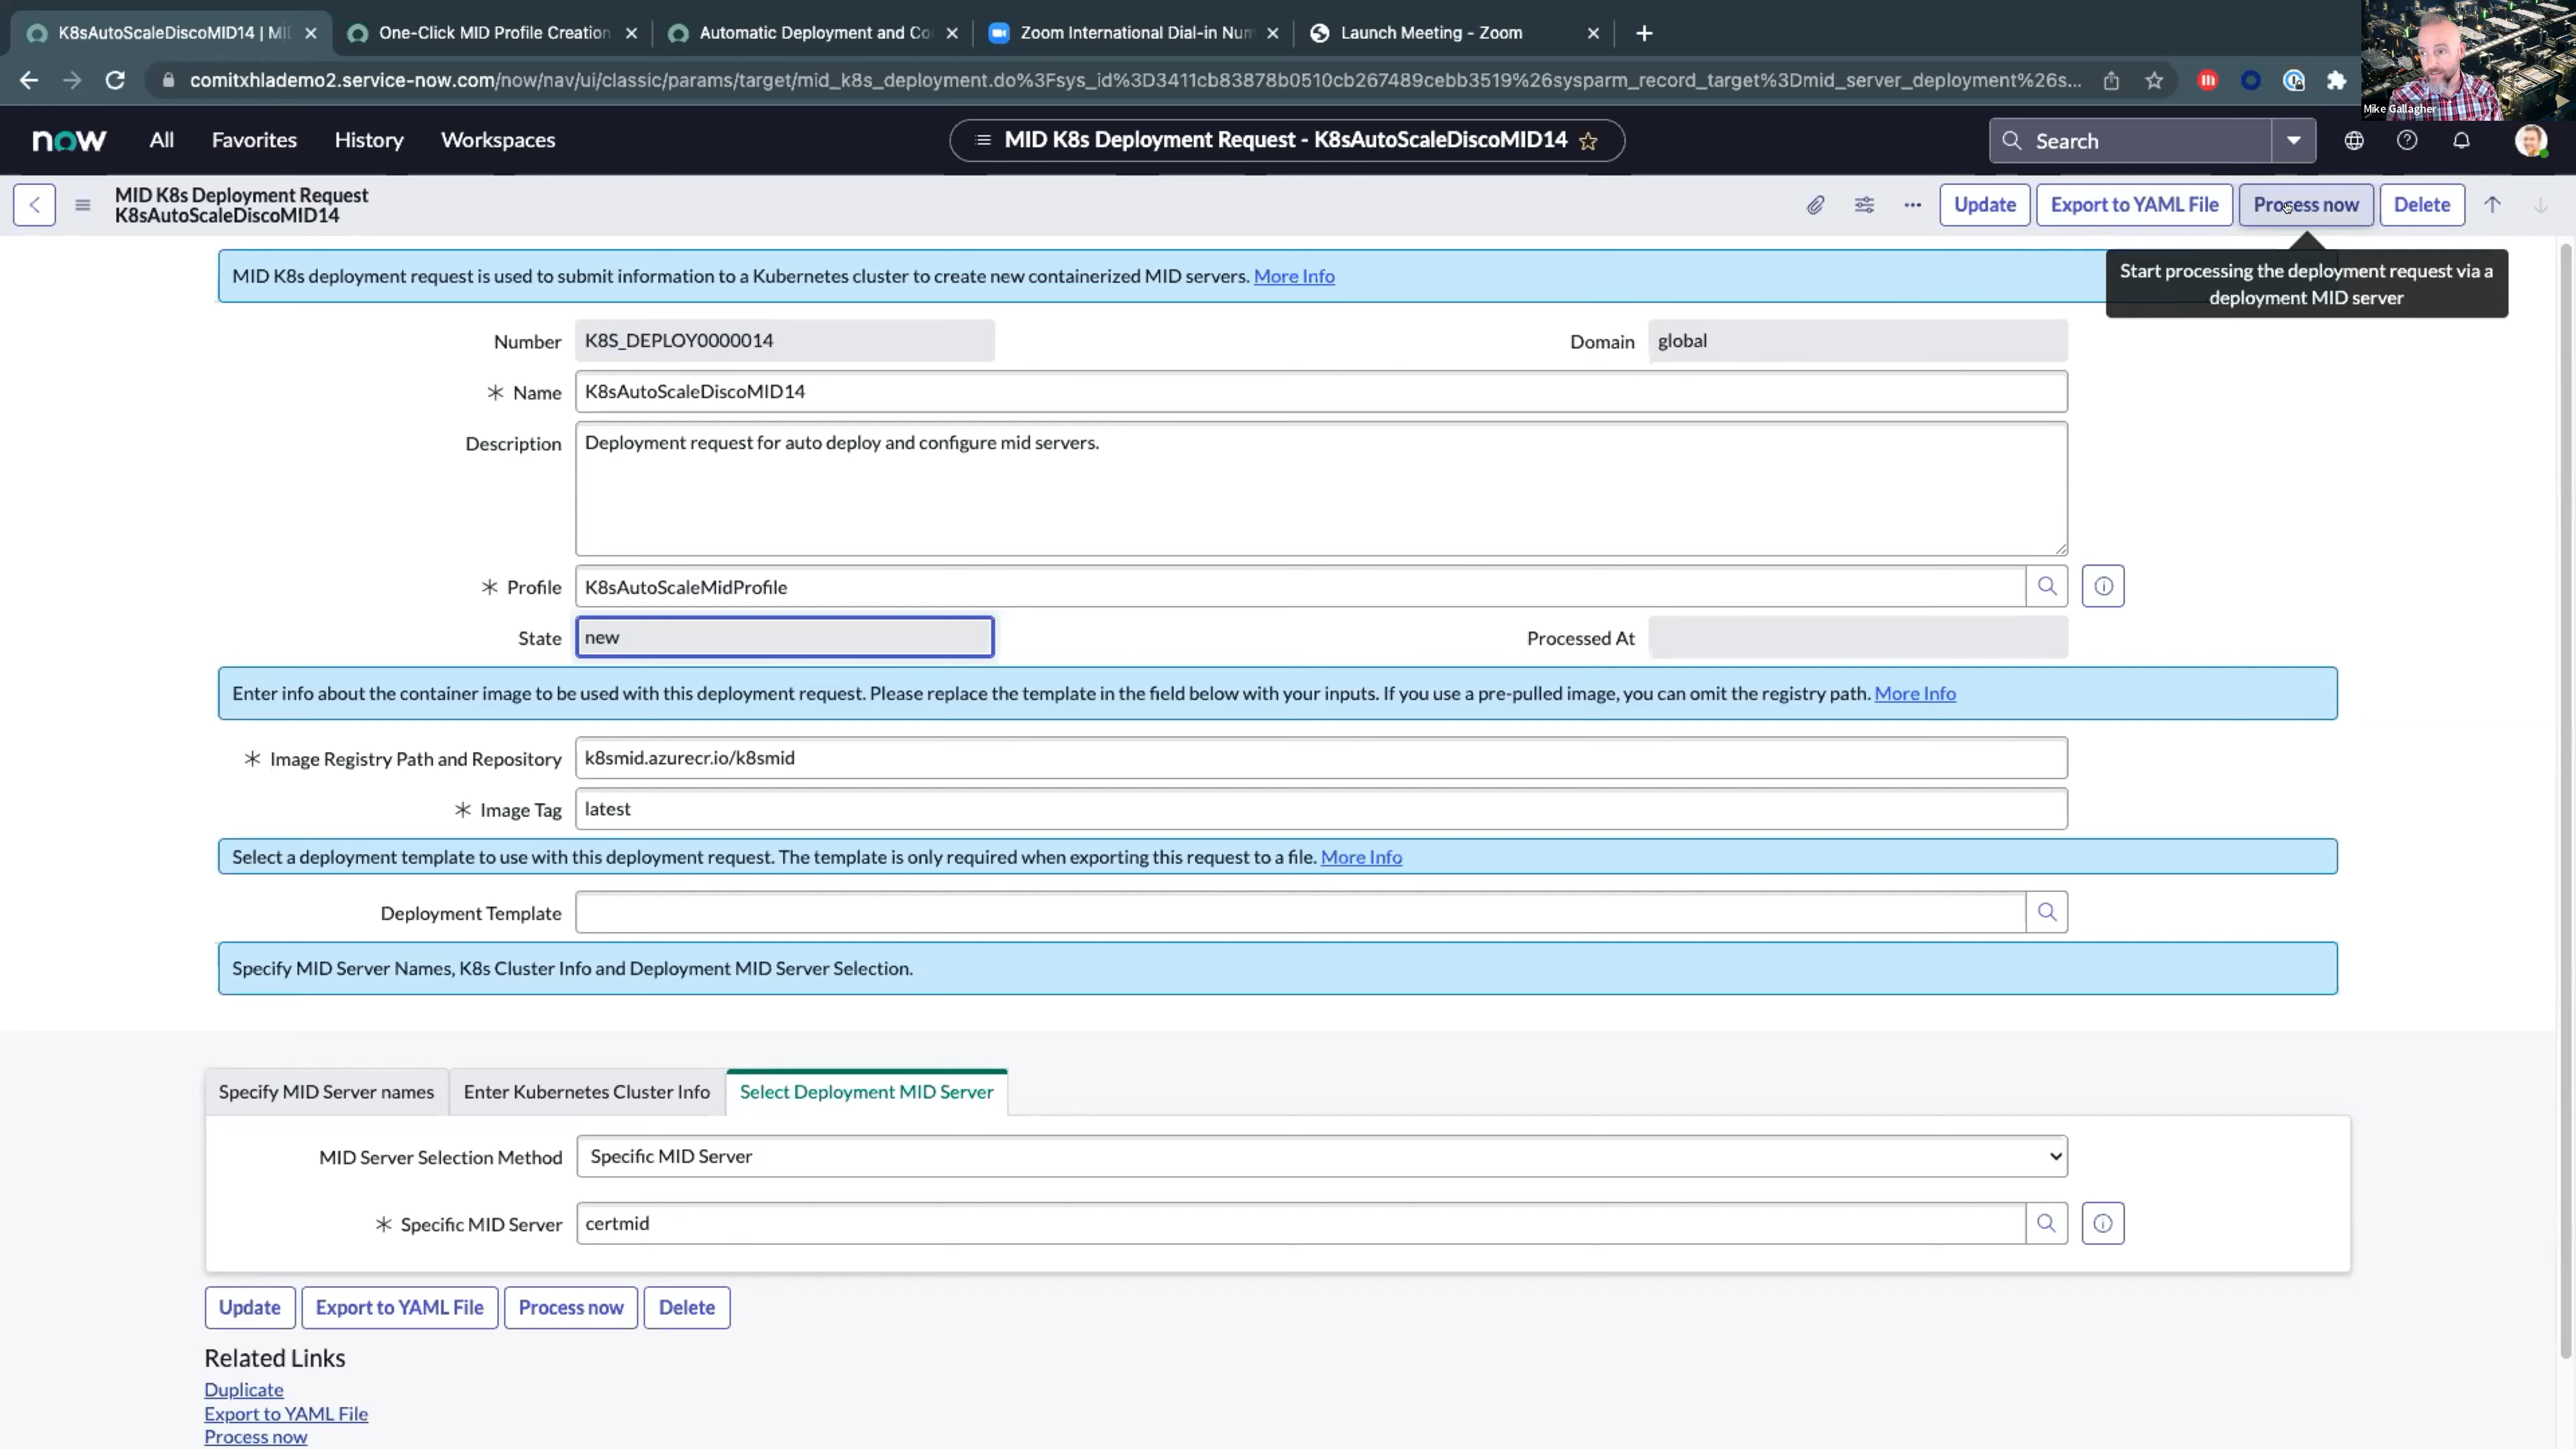 K8sAutoScaleDiscoMID14 | MI
One-Click MID Profile Creation
Automatic Deployment and Co
Zoom International Dial-in Num
Launch Meeting - Zoom
comitxhlademo2.service-now.com/now/nav/ui/classic/params/target/mid_k8s_deployment.do%3Fsys_id%3D3411cb83878b0510cb267489cebb3519%26sysparm_record_target%3Dmid_server_deployment%26s...
Mike Gallagher
now
All
Favorites
History
Workspaces
MID K8s Deployment Request - K8sAutoScaleDiscoMID14
Search
MID K8s Deployment Request
K8sAutoScaleDiscoMID14
Update
Export to YAML File
Process now
Delete
Start processing the deployment request via a
deployment MID server
MID K8s deployment request is used to submit information to a Kubernetes cluster to create new containerized MID servers. More Info
Number K8S_DEPLOY0000014
Domain global
Name K8sAutoScaleDiscoMID14
Description Deployment request for auto deploy and configure mid servers.
Profile K8sAutoScaleMidProfile
State new
Processed At
Enter info about the container image to be used with this deployment request. Please replace the template in the field below with your inputs. If you use a pre-pulled image, you can omit the registry path. More Info
Image Registry Path and Repository k8smid.azurecr.io/k8smid
Image Tag latest
Select a deployment template to use with this deployment request. The template is only required when exporting this request to a file. More Info
Deployment Template
Specify MID Server Names, K8s Cluster Info and Deployment MID Server Selection.
Specify MID Server names
Enter Kubernetes Cluster Info
Select Deployment MID Server
MID Server Selection Method Specific MID Server
Specific MID Server certmid
Update
Export to YAML File
Process now
Delete
Related Links
Duplicate
Export to YAML File
Process now